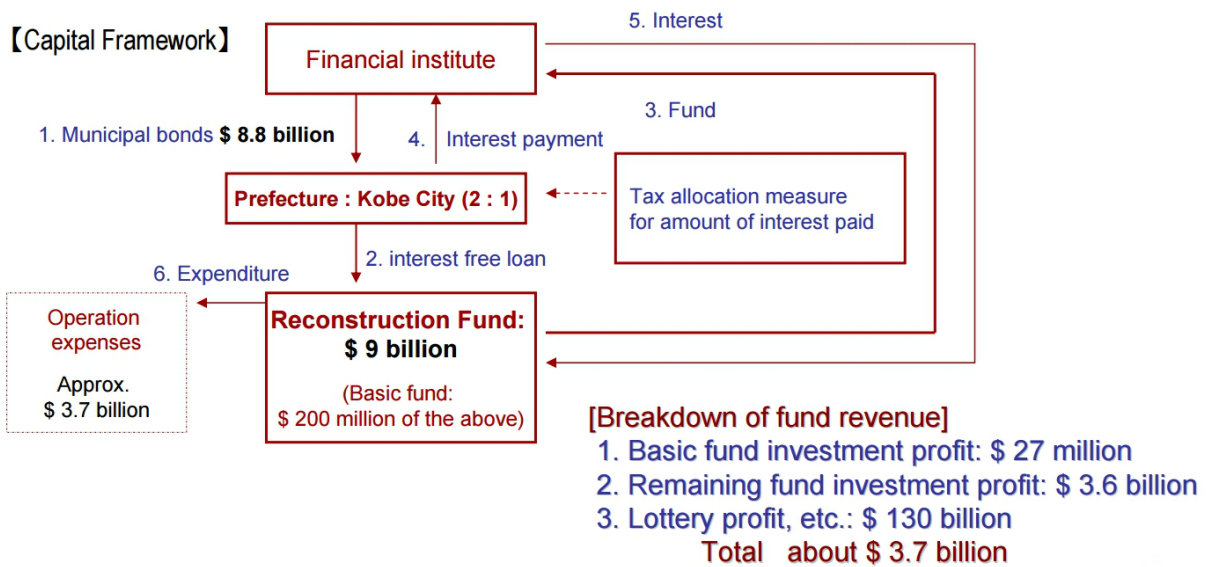 【Capital Framework】
Financial institute
5. Interest
3. Fund
1. Municipal bonds $ 8.8 billion
4. Interest payment
Prefecture : Kobe City (2 : 1)
Tax allocation measure
for amount of interest paid
2. interest free loan
6. Expenditure
Operation
expenses
Approx.
$ 3.7 billion
Reconstruction Fund:
$ 9 billion
(Basic fund:
$ 200 million of the above)
[Breakdown of fund revenue]
1. Basic fund investment profit: $ 27 million
2. Remaining fund investment profit: $ 3.6 billion
3. Lottery profit, etc.: $ 130 billion
Total about $ 3.7 billion